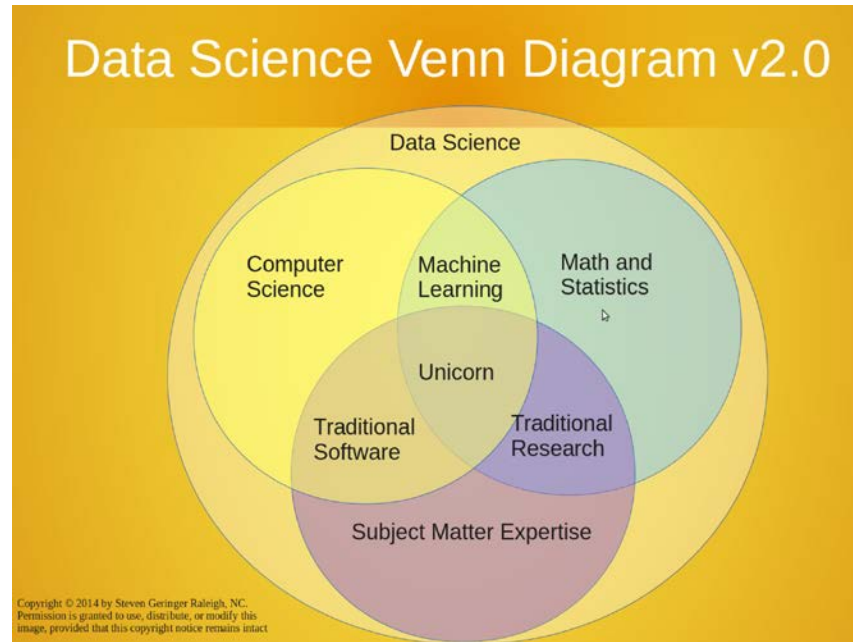 Data Science Venn Diagram v2.0
Data Science
Computer
Science
Machine
Learning
Math and
Statistics
Unicorn
Traditional
Software
Traditional
Research
Subject Matter Expertise
Copyright © 2014 by Steven Geringer Raleigh, NC.
Permission is granted to use, distribute, or modify this
image, provided that this copyright notice remains intact